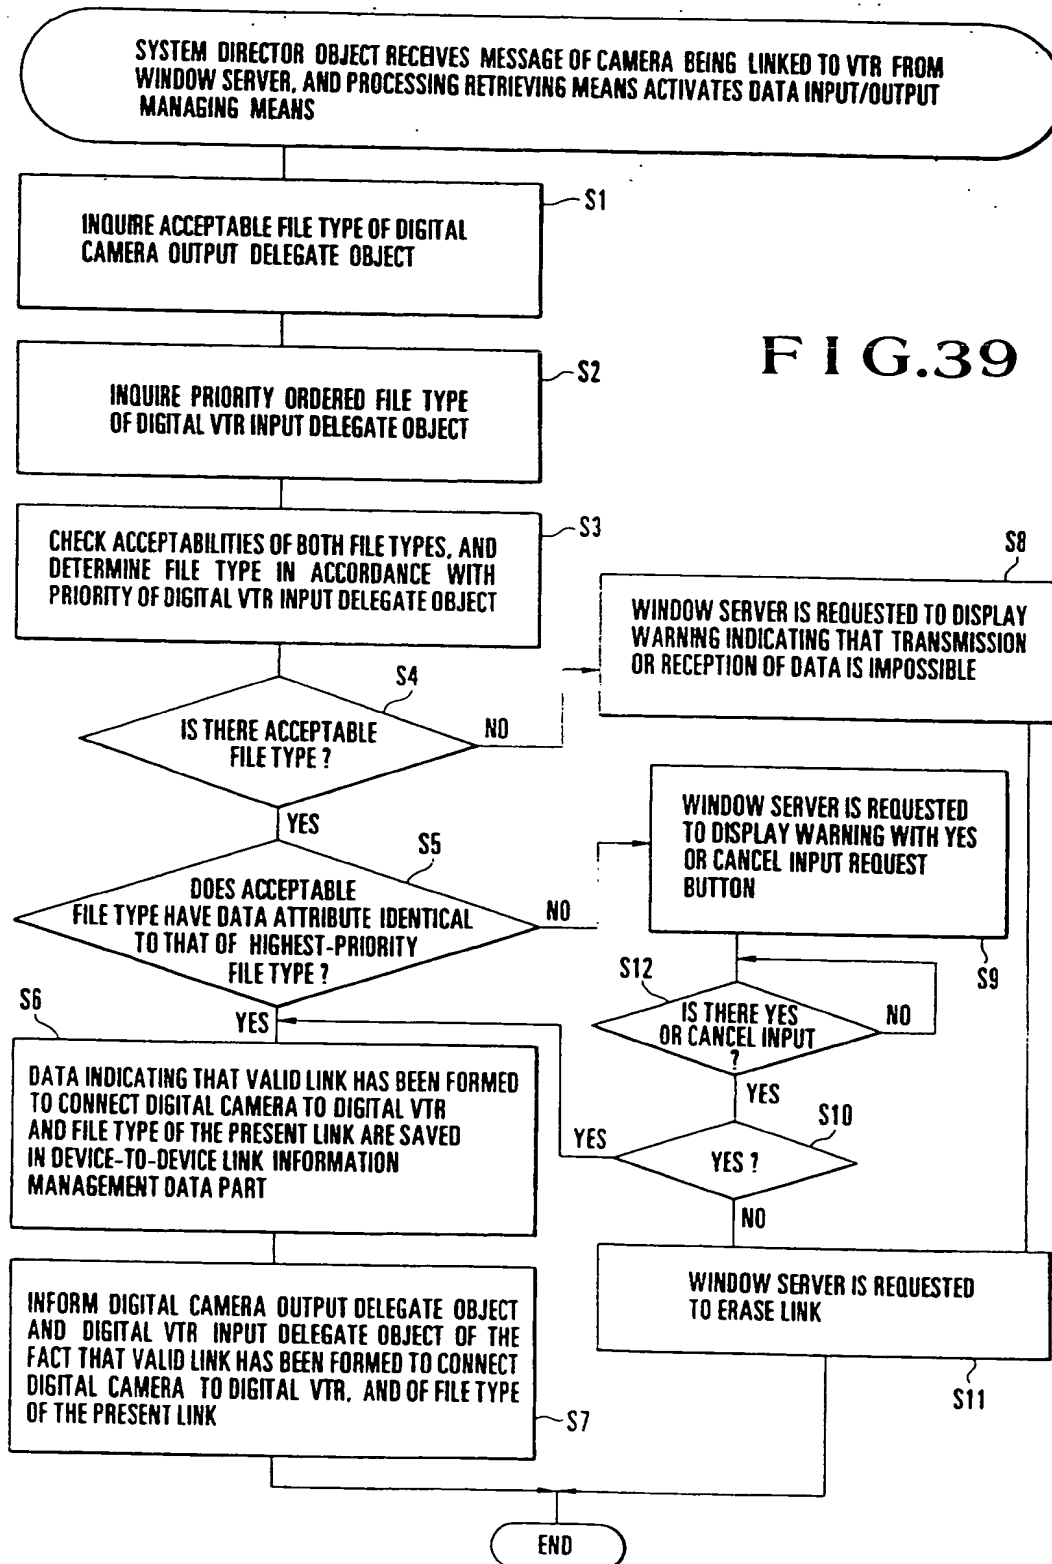 SYSTEM DIRECTOR OBJECT RECEIVES MESSAGE OF CAMERA BEING LINKED TO VTR FROM
WINDOW SERVER, AND PROCESSING RETRIEVING MEANS ACTIVATES DATA INPUT/OUTPUT
MANAGING MEANS
S1
INQUIRE ACCEPTABLE FILE TYPE OF DIGITAL
CAMERA OUTPUT DELEGATE OBJECT
FIG.39
S2
INQUIRE PRIORITY ORDERED FILE TYPE
OF DIGITAL VTR INPUT DELEGATE OBJECT
S3
CHECK ACCEPTABILITIES OF BOTH FILE TYPES, AND
DETERMINE FILE TYPE IN ACCORDANCE WITH
PRIORITY OF DIGITAL VTR INPUT DELEGATE OBJECT
S8
WINDOW SERVER IS REQUESTED TO DISPLAY
WARNING INDICATING THAT TRANSMISSION
OR RECEPTION OF DATA IS IMPOSSIBLE
S4
IS THERE ACCEPTABLE
FILE TYPE ?
NO
YES
S5
DOES ACCEPTABLE
FILE TYPE HAVE DATA ATTRIBUTE IDENTICAL
TO THAT OF HIGHEST-PRIORITY
FILE TYPE ?
NO
YES
WINDOW SERVER IS REQUESTED
TO DISPLAY WARNING WITH YES
OR CANCEL INPUT REQUEST
BUTTON
S9
S12
IS THERE YES
OR CANCEL INPUT
?
NO
YES
S6
DATA INDICATING THAT VALID LINK HAS BEEN FORMED
TO CONNECT DIGITAL CAMERA TO DIGITAL VTR
AND FILE TYPE OF THE PRESENT LINK ARE SAVED
IN DEVICE-TO-DEVICE LINK INFORMATION
MANAGEMENT DATA PART
S10
YES ?
YES
NO
WINDOW SERVER IS REQUESTED
TO ERASE LINK
S11
INFORM DIGITAL CAMERA OUTPUT DELEGATE OBJECT
AND DIGITAL VTR INPUT DELEGATE OBJECT OF THE
FACT THAT VALID LINK HAS BEEN FORMED TO CONNECT
DIGITAL CAMERA TO DIGITAL VTR, AND OF FILE TYPE
OF THE PRESENT LINK
S7
END